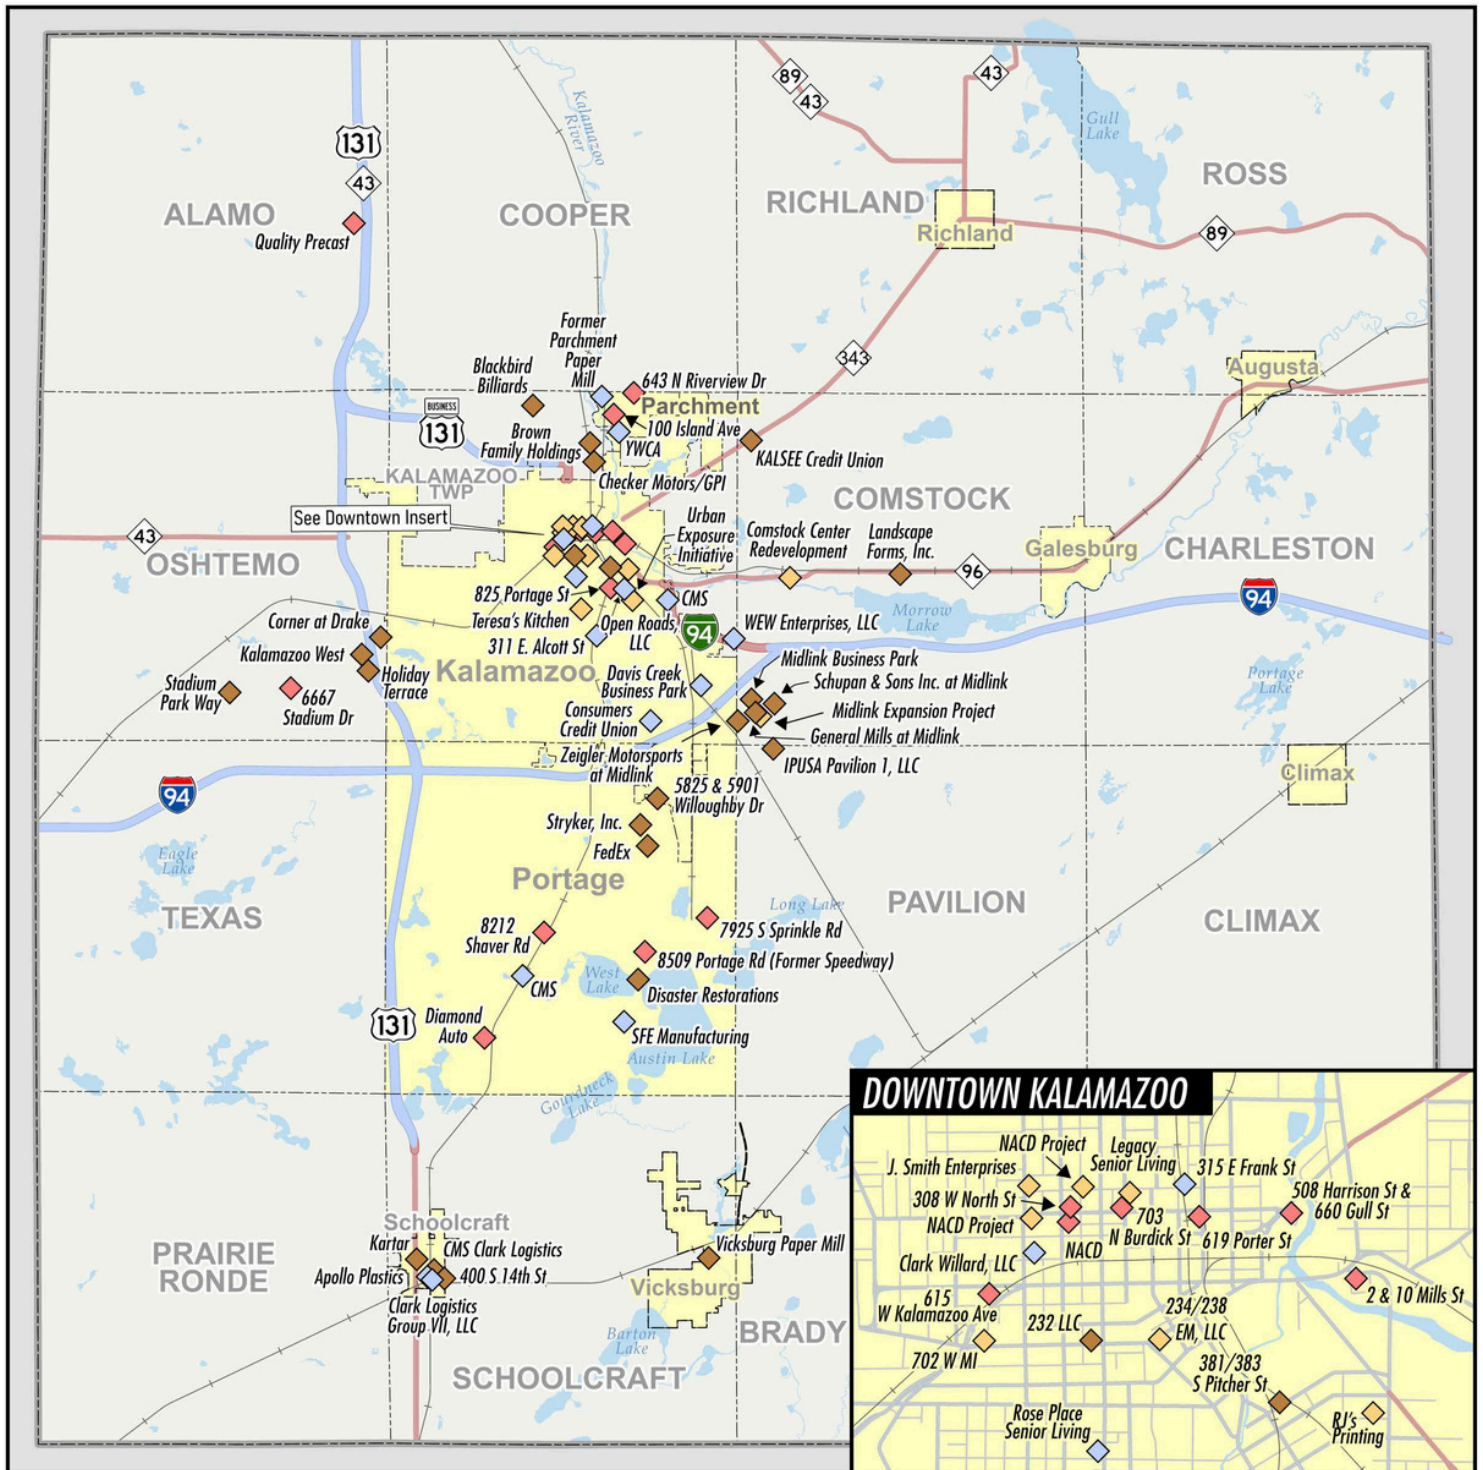 89
43
43
Kalamazoo
River
Gull
Lake
131
43
ROSS
ALAMO
COOPER
RICHLAND
Quality Precast
Richland
89
Former
Parchment
Paper
Mill
Blackbird
Billiards
643 N Riverview Dr
343
Augusta
BUSINESS
131
Parchment
100 Island Ave
Brown
Family Holdings
YWCA
KALSEE Credit Union
KALAMAZOO
TWP
Checker Motors/GPI
COMSTOCK
See Downtown Insert
Urban
Exposure
Initiative
Comstock Center
Redevelopment
Landscape
Forms, Inc.
43
OSHTEMO
Galesburg
CHARLESTON
96
94
825 Portage St
CMS
Morrow
Lake
Teresa's Kitchen
Open Roads,
LLC
94
WEW Enterprises, LLC
Corner at Drake
311 E. Alcott St
Kalamazoo West
Holiday
Terrace
Kalamazoo
Davis Creek
Business Park
Midlink Business Park
Schupan & Sons Inc. at Midlink
Portage
Lake
Stadium
Park Way
6667
Stadium Dr
Consumers
Credit Union
Midlink Expansion Project
General Mills at Midlink
Zeigler Motorsports
at Midlink
IPUSA Pavilion 1, LLC
Climax
94
5825 & 5901
Willoughby Dr
Stryker, Inc.
FedEx
Eagle
Lake
Portage
TEXAS
Long Lake
PAVILION
CLIMAX
8212
Shaver Rd
7925 S Sprinkle Rd
8509 Portage Rd (Former Speedway)
West
Lake
CMS
Disaster Restorations
131
Diamond
Auto
SFE Manufacturing
Austin Lake
Gourdneck
Lake
Schoolcraft
PRAIRIE
RONDE
Kartar
CMS Clark Logistics
Vicksburg Paper Mill
Apollo Plastics
400 S 14th St
Vicksburg
Clark Logistics
Group VII, LLC
Barton
Lake
BRADY
SCHOOLCRAFT
DOWNTOWN KALAMAZOO
NACD Project
Legacy
Senior Living
J. Smith Enterprises
315 E Frank St
308 W North St
508 Harrison St &
660 Gull St
NACD Project
703
N Burdick St
619 Porter St
NACD
Clark Willard, LLC
615
W Kalamazoo Ave
2 & 10 Mills St
232 LLC
234/238
EM, LLC
702 W MI
381/383
S Pitcher St
Rose Place
Senior Living
RJ's
Printing